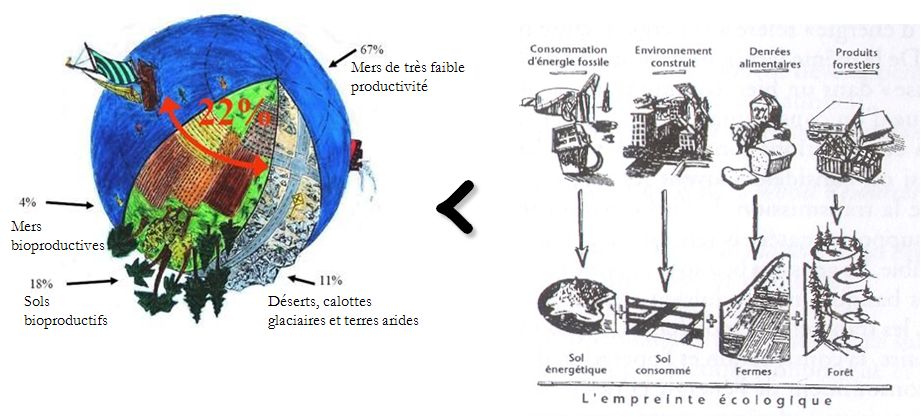 67%
Mers de très faible
productivité
22%
4%
Mers
bioproductives
18%
Sols
bioproductifs
11%
Déserts, calottes
glaciaires et terres arides
<
Consommation
d'énergie fossile
Environnement
construit
Denrées
alimentaires
Produits
forestiers
+
+
+
Sol
énergétique
Sol
consommé
Fermes
Forêt
L'empreinte écologique